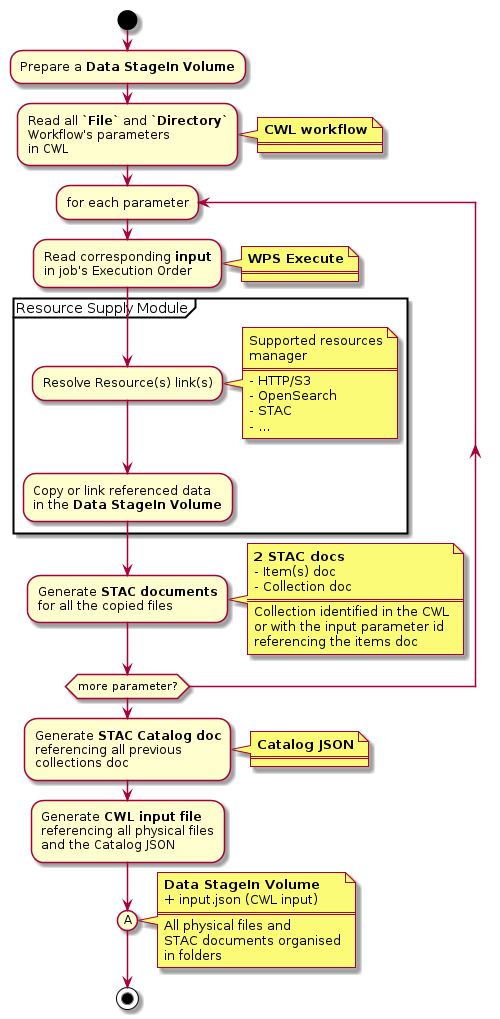 Prepare a Data StageIn Volume
Read all `File` and `Directory`
Workflow's parameters
in CWL
CWL workflow
for each parameter
Read corresponding input
in job's Execution Order
WPS Execute
Resource Supply Module
Supported resources
manager
- HTTP/S3
- OpenSearch
- STAC
- ...
Resolve Resource(s) link(s)
Copy or link referenced data
in the Data StageIn Volume
Generate STAC documents
for all the copied files
2 STAC docs
- Item(s) doc
- Collection doc
Collection identified in the CWL
or with the input parameter id
referencing the items doc
more parameter?
Generate STAC Catalog doc
referencing all previous
collections doc
Catalog JSON
Generate CWL input file
referencing all physical files
and the Catalog JSON
A
Data StageIn Volume
+ input.json (CWL input)
All physical files and
STAC documents organised
in folders